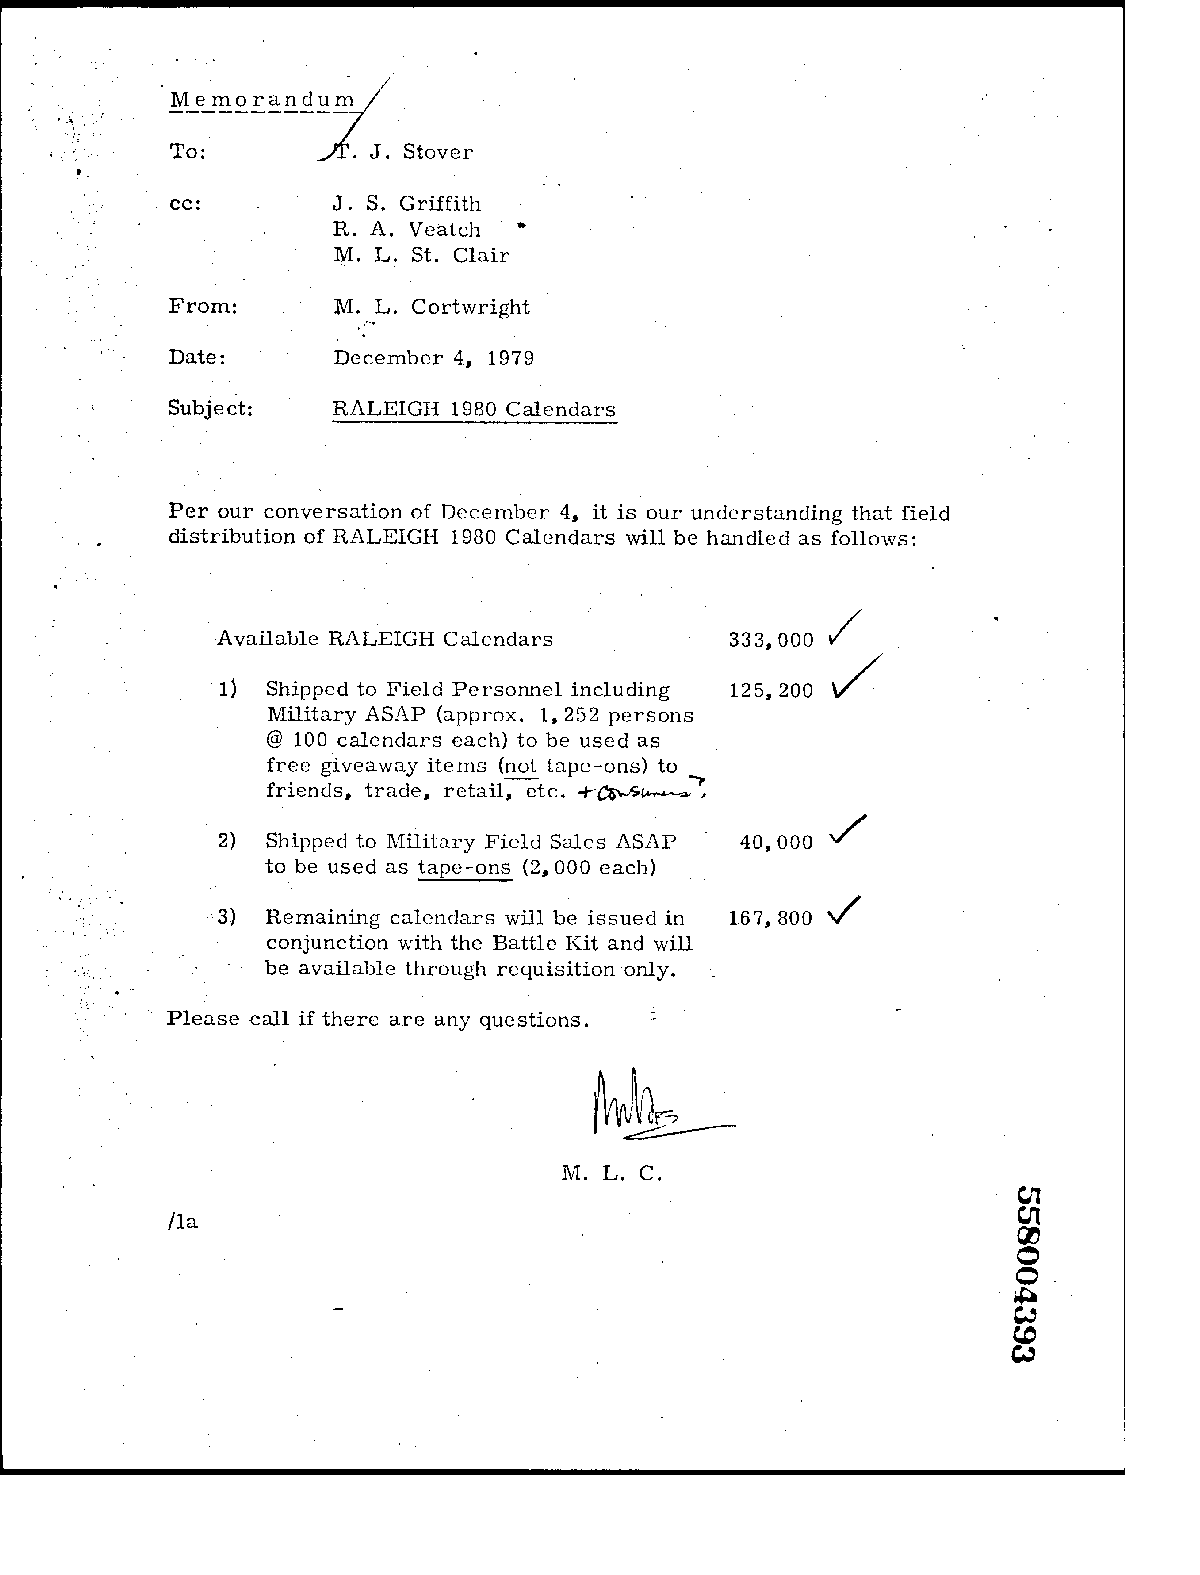 Memorandum
To: T. J. Stover
cc: J. S. Griffith
R. A. Veatch
M. L. St. Clair
From: M. L. Cortwright
Date: December 4, 1979
Subject: RALEIGH 1980 Calendars
Per our conversation of December 4, it is our understanding that field
distribution of RALEIGH 1980 Calendars will be handled as follows:
Available RALEIGH Calendars 333,000
1) Shipped to Field Personnel including 125,200
Military ASAP (approx. 1,252 persons
@ 100 calendars each) to be used as
free giveaway items (not tape-ons) to
friends, trade, retail, etc. +
2) Shipped to Military Field Sales ASAP 40,000
to be used as tape-ons (2,000 each)
3) Remaining calendars will be issued in 167,800
conjunction with the Battle Kit and will
be available through requisition only.
Please call if there are any questions.
M. L. C.
/la
558004393